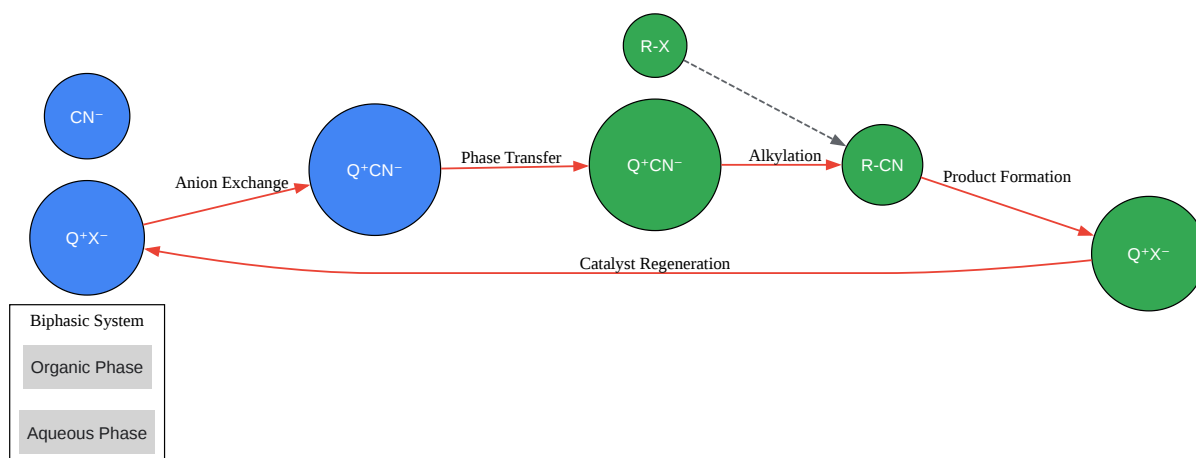 R-X
CN⁻
Q⁺CN⁻
Phase Transfer
Q⁺CN⁻
Alkylation
R-CN
Anion Exchange
Product Formation
Q⁺X⁻
Q⁺X⁻
Catalyst Regeneration
Biphasic System
Organic Phase
Aqueous Phase